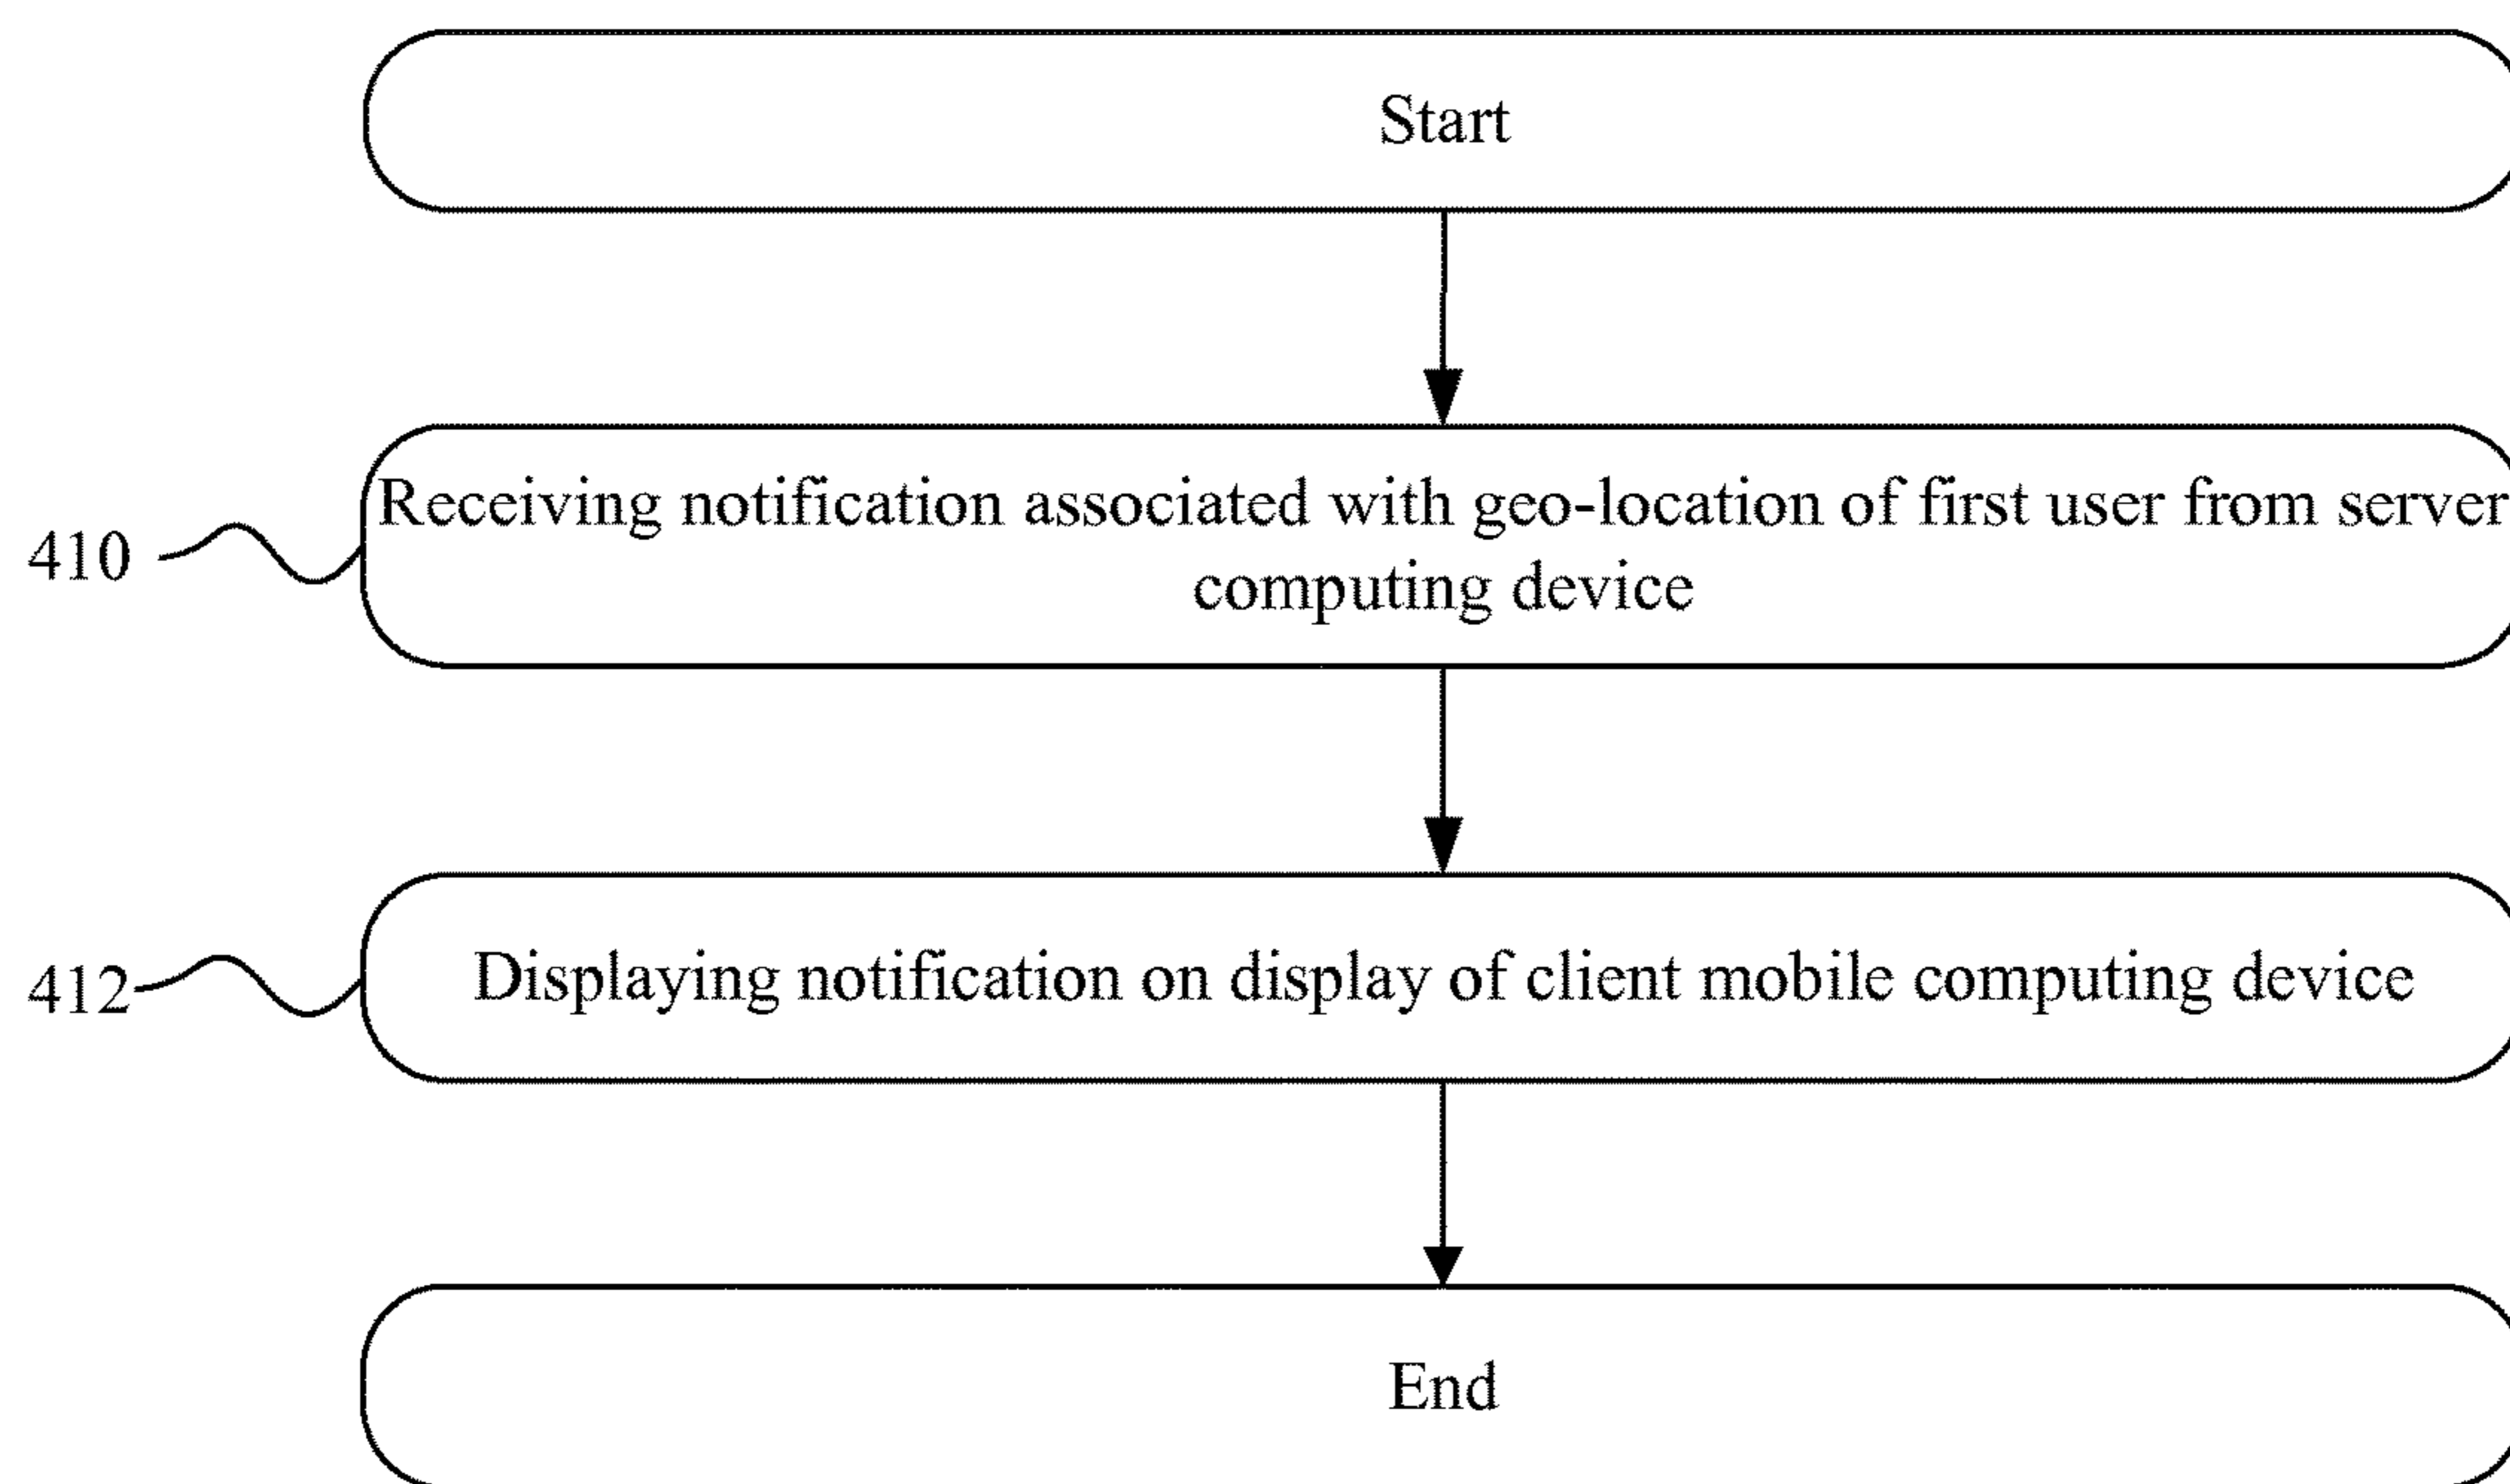 Start
410
Receiving notification associated with geo-location of first user from server
computing device
412
Displaying notification on display of client mobile computing device
End